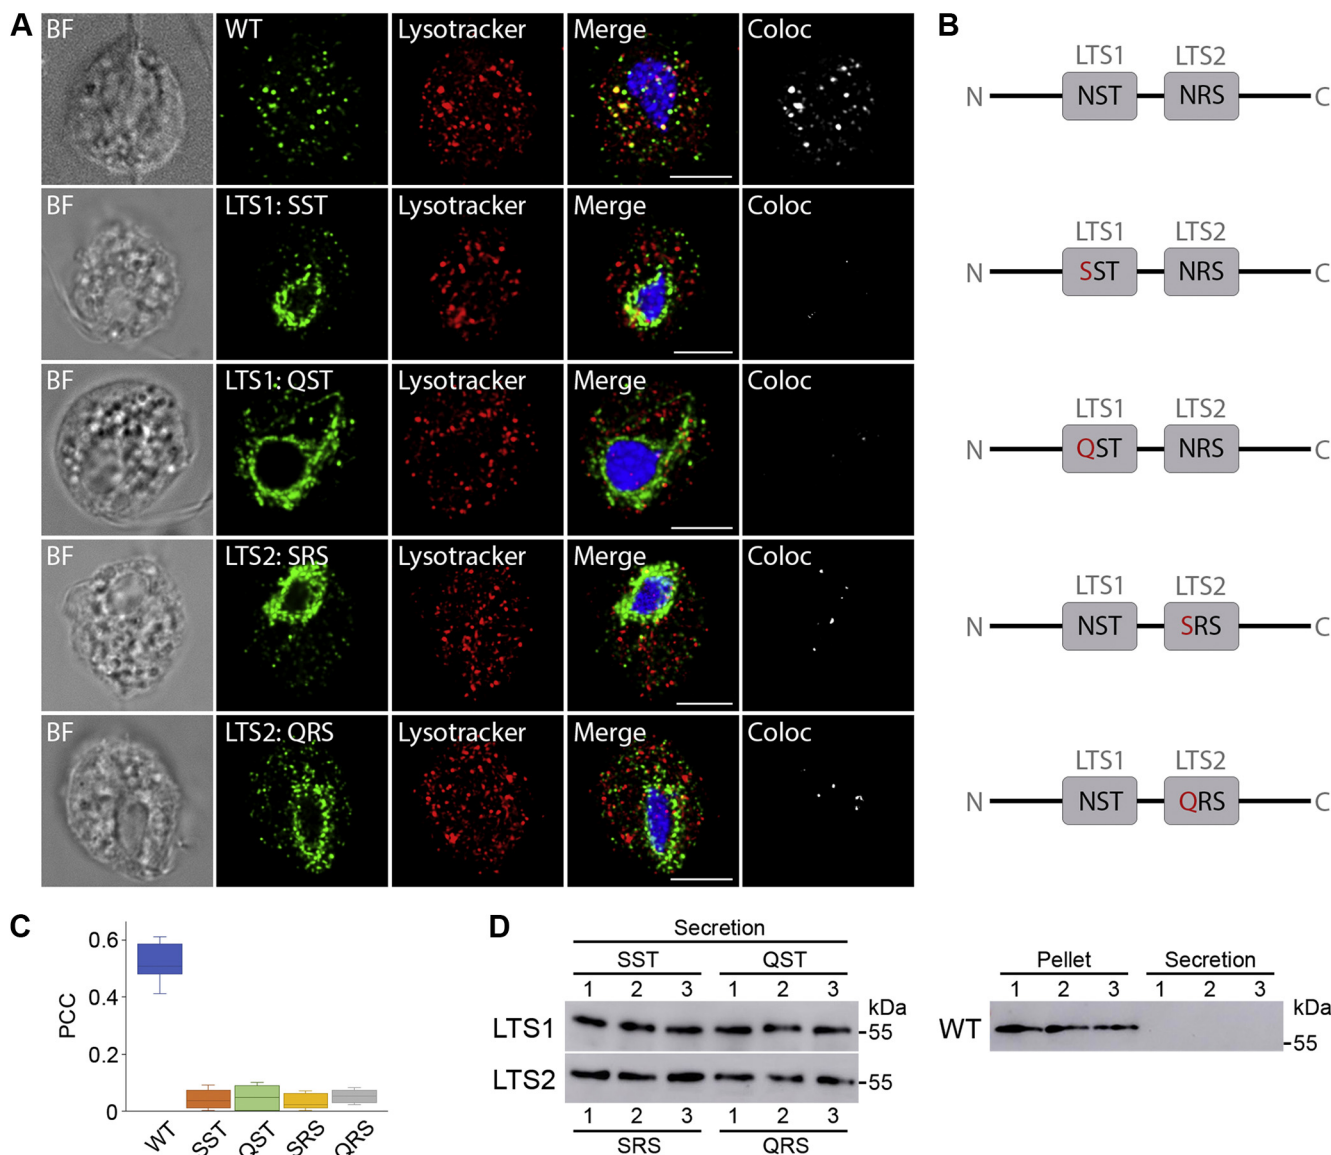 A
BF WT Lysotracker Merge Coloc
BF LTS1: SST Lysotracker Merge Coloc
BF LTS1: QST Lysotracker Merge Coloc
BF LTS2: SRS Lysotracker Merge Coloc
BF LTS2: QRS Lysotracker Merge Coloc
B
LTS1 LTS2
N NST NRS C
LTS1 LTS2
N SST NRS C
LTS1 LTS2
N QST NRS C
LTS1 LTS2
N NST SRS C
LTS1 LTS2
N NST QRS C
C
PCC
0.6
0.4
0.2
0
WT SST QST SRS QRS
D
Secretion
SST QST
1 2 3 1 2 3
kDa
LTS1 -55
LTS2 -55
1 2 3 1 2 3
SRS QRS
Pellet Secretion
1 2 3 1 2 3
kDa
WT
-55